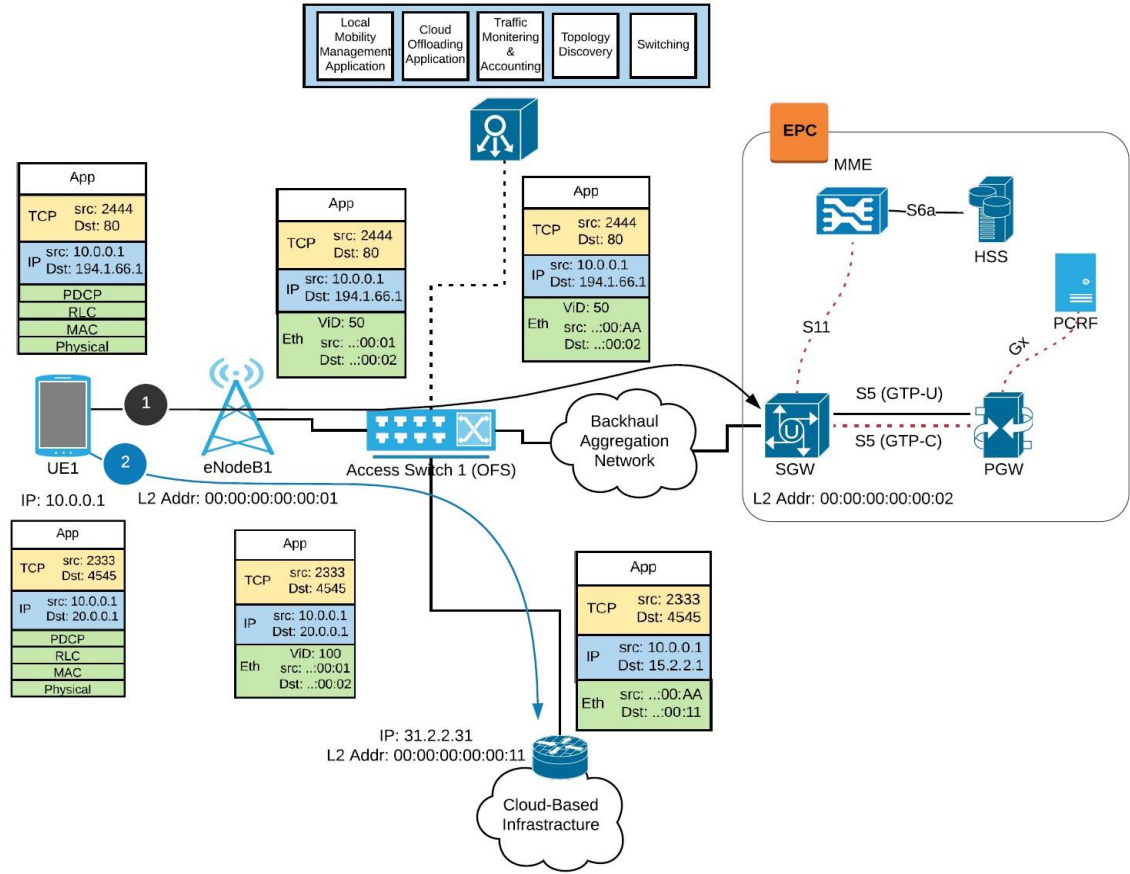 Local
Mobility
Management
Application
Cloud
Offloading
Application
Traffic
Mnitering
&
Accounting
Topology
Discovery
Switching
EPC
MME
S6a
HSS
S11
PCRF
Gx
App
TCP src: 2444
Dst: 80
IP src: 10.0.0.1
Dst: 194.1.66.1
PDCP
RLC
MAC
Physical
App
TCP src: 2444
Dst: 80
IP src: 10.0.0.1
Dst: 194.1.66.1
ViD: 50
Eth src: ..:00:01
Dst: ..:00:02
App
TCP src: 2444
Dst: 80
IP src: 10.0.0.1
Dst: 194.1.66.1
ViD: 50
Eth src: ..:00:AA
Dst: ..:00:02
1
2
UE1
IP: 10.0.0.1
eNodeB1
L2 Addr: 00:00:00:00:00:01
Access Switch 1 (OFS)
Backhaul
Aggregation
Network
U
SGW
S5 (GTP-U)
S5 (GTP-C)
PGW
L2 Addr: 00:00:00:00:00:02
App
TCP src: 2333
Dst: 4545
IP src: 10.0.0.1
Dst: 20.0.0.1
PDCP
RLC
MAC
Physical
App
TCP src: 2333
Dst: 4545
IP src: 10.0.0.1
Dst: 20.0.0.1
ViD: 100
Eth src: ..:00:01
Dst: ..:00:02
App
TCP src: 2333
Dst: 4545
IP src: 10.0.0.1
Dst: 15.2.2.1
Eth src: ..:00:AA
Dst: ..:00:11
IP: 31.2.2.31
L2 Addr: 00:00:00:00:00:11
Cloud-Based
Infrastracture